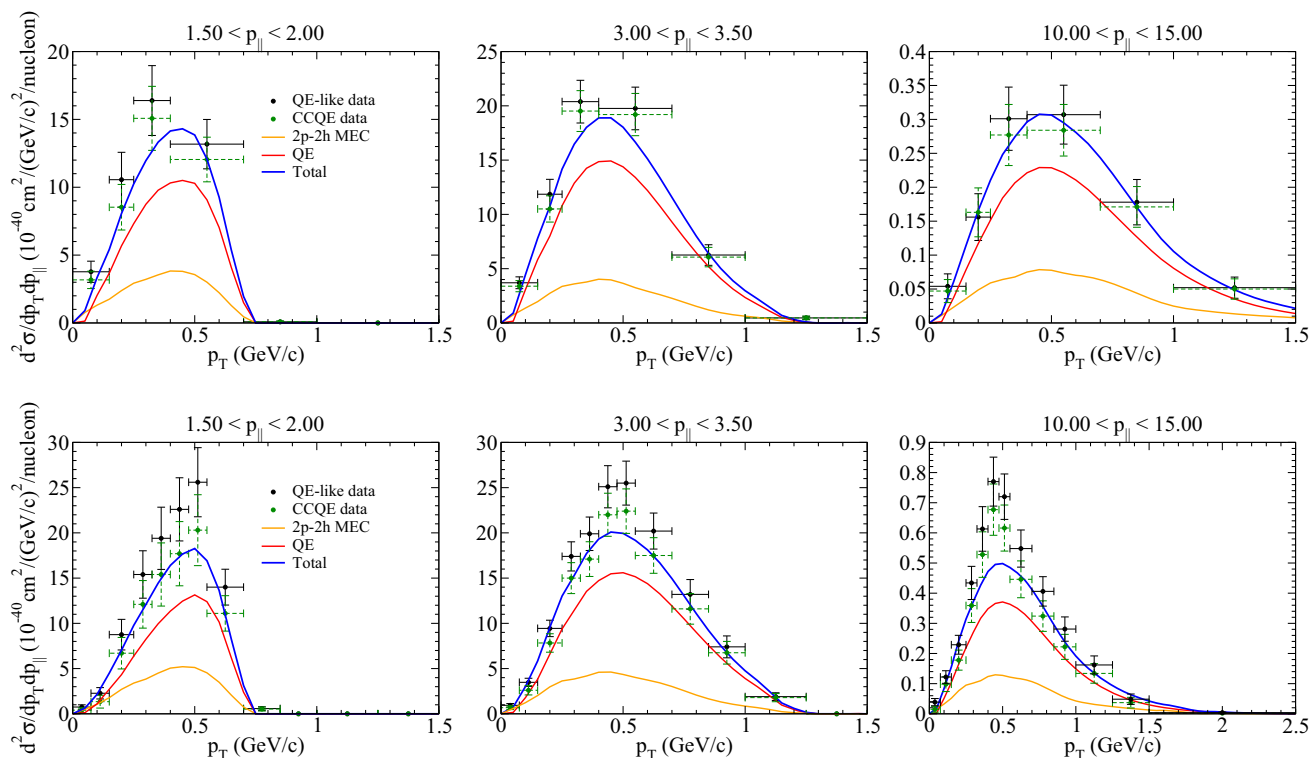 1.50 < p|| < 2.00
3.00 < p|| < 3.50
10.00 < p|| < 15.00
d²σ/dpTdp|| (10⁻⁴⁰ cm²/(GeV/c)²/nucleon)
20
15
10
5
0
QE-like data
CCQE data
2p-2h MEC
QE
Total
0 0.5 1 1.5
pT (GeV/c)
25
20
15
10
5
0
0 0.5 1 1.5
pT (GeV/c)
0.4
0.35
0.3
0.25
0.2
0.15
0.1
0.05
0
0 0.5 1 1.5
pT (GeV/c)
1.50 < p|| < 2.00
3.00 < p|| < 3.50
10.00 < p|| < 15.00
d²σ/dpTdp|| (10⁻⁴⁰ cm²/(GeV/c)²/nucleon)
30
25
20
15
10
5
0
QE-like data
CCQE data
2p-2h MEC
QE
Total
0 0.5 1 1.5
pT (GeV/c)
30
25
20
15
10
5
0
0 0.5 1 1.5
pT (GeV/c)
0.9
0.8
0.7
0.6
0.5
0.4
0.3
0.2
0.1
0
0 0.5 1 1.5 2 2.5
pT (GeV/c)